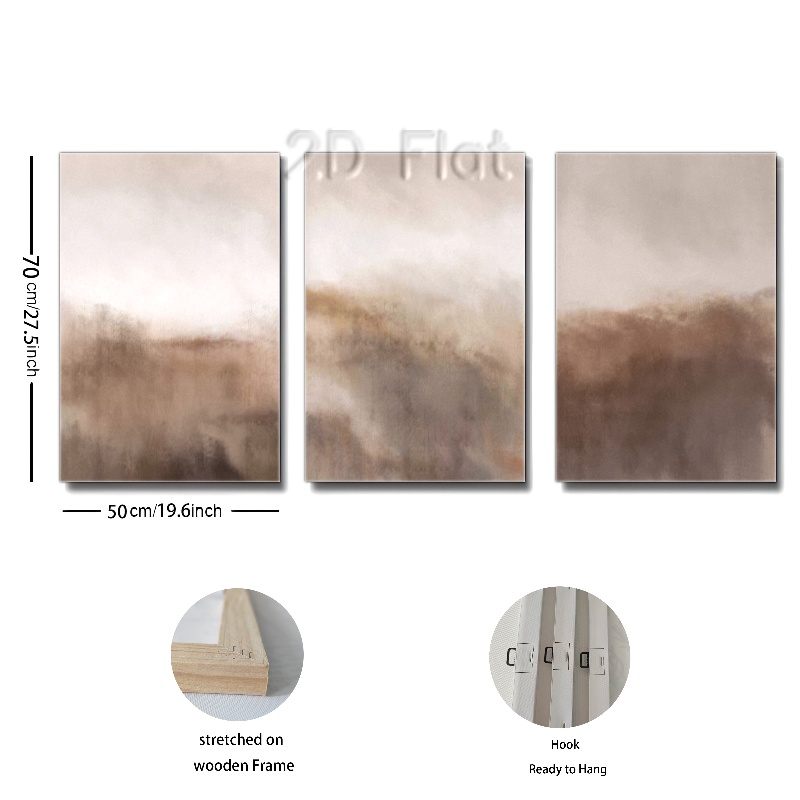 2D Flat
70 cm/27.5inch
50cm/19.6inch
stretched on
wooden Frame
Hook
Ready to Hang